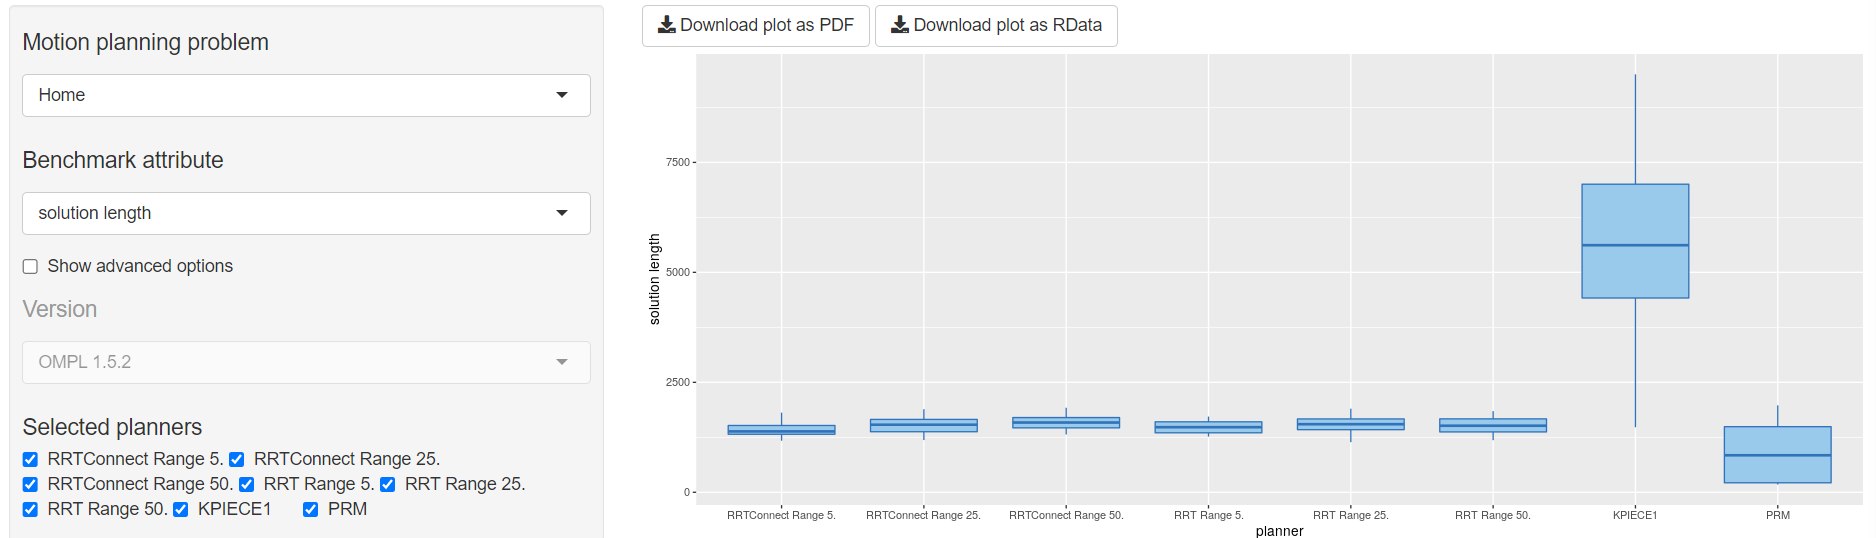 Motion planning problem
Home
Benchmark attribute
solution length
Show advanced options
Version
OMPL 1.5.2
Selected planners
RRTConnect Range 5. RRTConnect Range 25.
RRTConnect Range 50. RRT Range 5. RRT Range 25.
RRT Range 50. KPIECE1 PRM
Download plot as PDF Download plot as RData
solution length
7500
5000
2500
0
RRTConnect Range 5. RRTConnect Range 25. RRTConnect Range 50. RRT Range 5. RRT Range 25. RRT Range 50. KPIECE1 PRM
planner